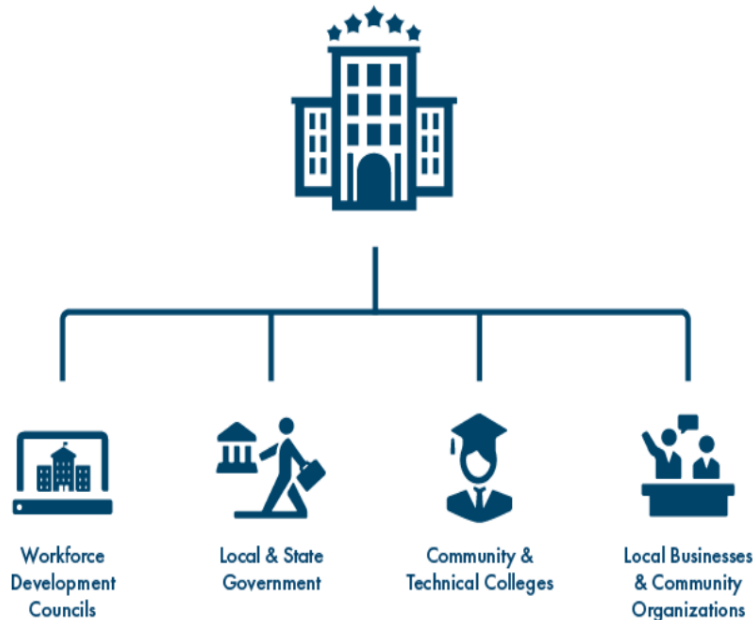 Workforce
Development
Councils
Local & State
Government
Community &
Technical Colleges
Local Businesses
& Community
Organizations